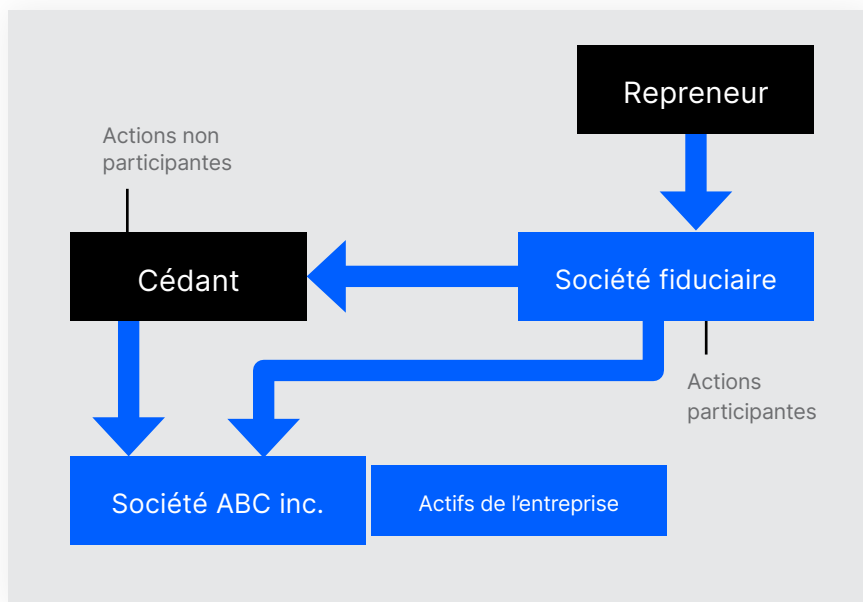 Repreneur
Actions non
participantes
Cédant
Société fiduciaire
Actions
participantes
Société ABC inc.
Actifs de l’entreprise